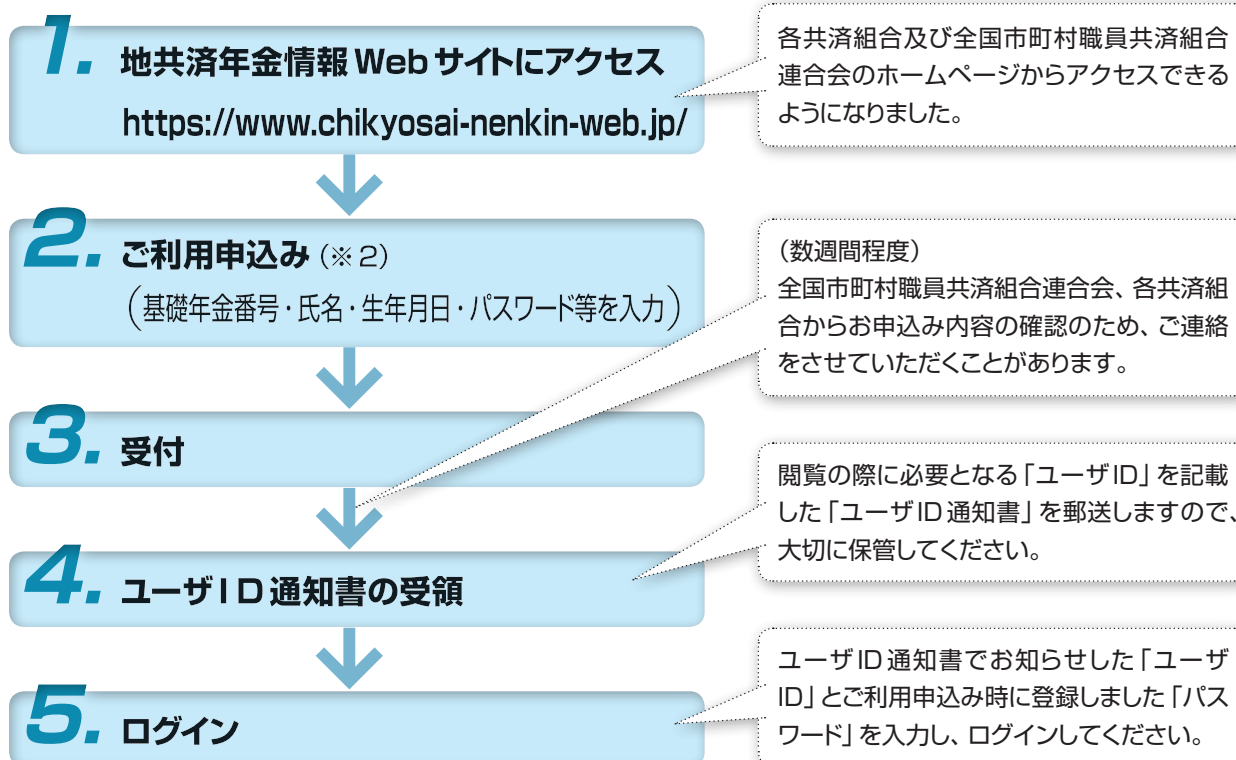 1. 地共済年金情報Webサイトにアクセス
https://www.chikyosai-nenkin-web.jp/
各共済組合及び全国市町村職員共済組合
連合会のホームページからアクセスできる
ようになりました。
2. ご利用申込み（※2）
（基礎年金番号・氏名・生年月日・パスワード等を入力）
（数週間程度）
全国市町村職員共済組合連合会、各共済組
合からお申込み内容の確認のため、ご連絡
をさせていただくことがあります。
3. 受付
閲覧の際に必要となる「ユーザID」を記載
した「ユーザID通知書」を郵送しますので、
大切に保管してください。
4. ユーザID通知書の受領
ユーザID通知書でお知らせした「ユーザ
ID」とご利用申込み時に登録しました「パス
ワード」を入力し、ログインしてください。
5. ログイン